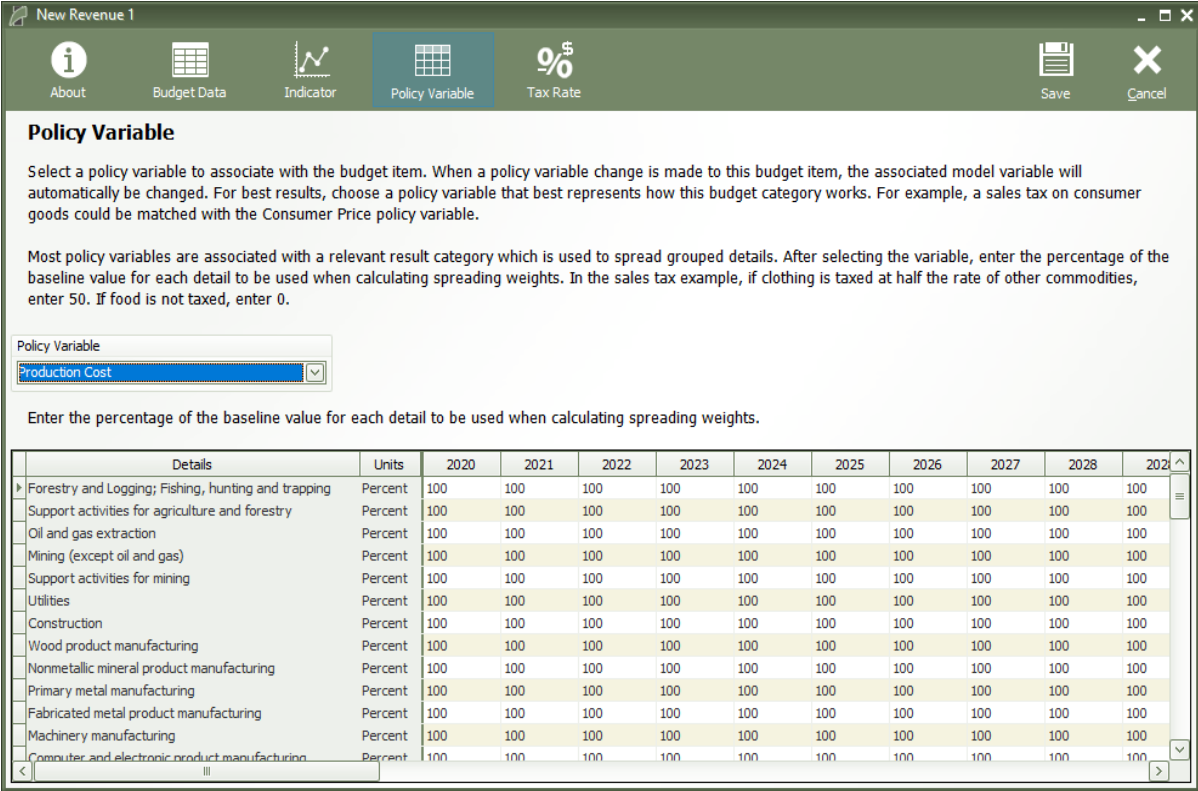 New Revenue 1
About Budget Data Indicator Policy Variable Tax Rate Save Cancel
Policy Variable
Select a policy variable to associate with the budget item. When a policy variable change is made to this budget item, the associated model variable will
automatically be changed. For best results, choose a policy variable that best represents how this budget category works. For example, a sales tax on consumer
goods could be matched with the Consumer Price policy variable.
Most policy variables are associated with a relevant result category which is used to spread grouped details. After selecting the variable, enter the percentage of the
baseline value for each detail to be used when calculating spreading weights. In the sales tax example, if clothing is taxed at half the rate of other commodities,
enter 50. If food is not taxed, enter 0.
Policy Variable
Production Cost
Enter the percentage of the baseline value for each detail to be used when calculating spreading weights.
Details Units 2020 2021 2022 2023 2024 2025 2026 2027 2028
Forestry and Logging; Fishing, hunting and trapping Percent 100 100 100 100 100 100 100 100 100 100
Support activities for agriculture and forestry Percent 100 100 100 100 100 100 100 100 100 100
Oil and gas extraction Percent 100 100 100 100 100 100 100 100 100 100
Mining (except oil and gas) Percent 100 100 100 100 100 100 100 100 100 100
Support activities for mining Percent 100 100 100 100 100 100 100 100 100 100
Utilities Percent 100 100 100 100 100 100 100 100 100 100
Construction Percent 100 100 100 100 100 100 100 100 100 100
Wood product manufacturing Percent 100 100 100 100 100 100 100 100 100 100
Nonmetallic mineral product manufacturing Percent 100 100 100 100 100 100 100 100 100 100
Primary metal manufacturing Percent 100 100 100 100 100 100 100 100 100 100
Fabricated metal product manufacturing Percent 100 100 100 100 100 100 100 100 100 100
Machinery manufacturing Percent 100 100 100 100 100 100 100 100 100 100
Computer and electronic product manufacturing Percent 100 100 100 100 100 100 100 100 100 100